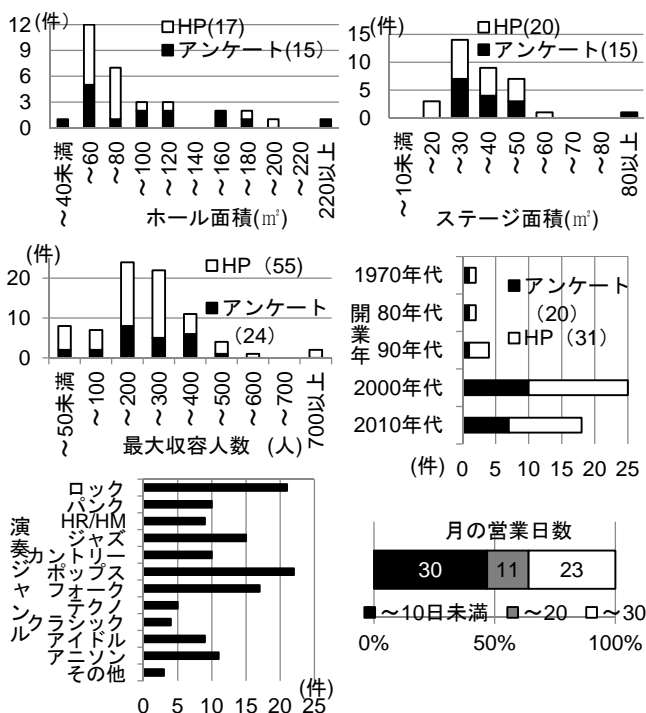 (件)
12
9
6
3
0
□HP(17)
■アンケート(15)
～40未満
～60
～80
～100
～120
～140
～160
～180
～200
～220
220以上
ホール面積(㎡)
(件)
15
10
5
0
□HP(20)
■アンケート(15)
～10未満
～20
～30
～40
～50
～60
～70
～80
80以上
ステージ面積(㎡)
(件)
20
10
0
□HP（55)
■アンケート
（24)
～50未満
～100
～200
～300
～400
～500
～600
～700
700以上
最大収容人数 (人)
開業年
1970年代
80年代
90年代
2000年代
2010年代
■アンケート
（20)
□HP（31)
(件) 0 5 10 15 20 25
演奏ジャンル
ロック
パンク
HR/HM
ジャズ
カントリー
ポップス
フォーク
テクノ
クラシック
アイドル
アニソン
その他
(件)
0 5 10 15 20 25
月の営業日数
30 11 23
■～10日未満 ■～20 □～30
0% 50% 100%